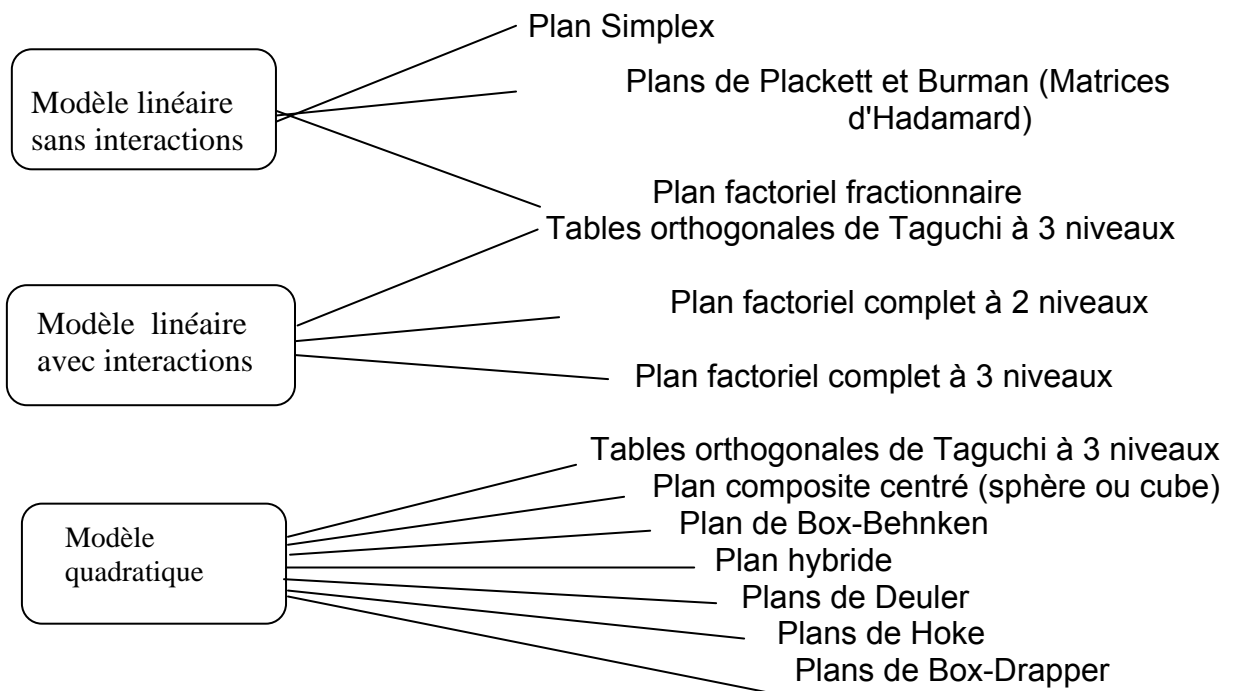 Plan Simplex
Modèle linéaire
sans interactions
Plans de Plackett et Burman (Matrices
d'Hadamard)
Plan factoriel fractionnaire
Tables orthogonales de Taguchi à 3 niveaux
Modèle linéaire
avec interactions
Plan factoriel complet à 2 niveaux
Plan factoriel complet à 3 niveaux
Tables orthogonales de Taguchi à 3 niveaux
Plan composite centré (sphère ou cube)
Plan de Box-Behnken
Modèle
quadratique
Plan hybride
Plans de Deuler
Plans de Hoke
Plans de Box-Drapper